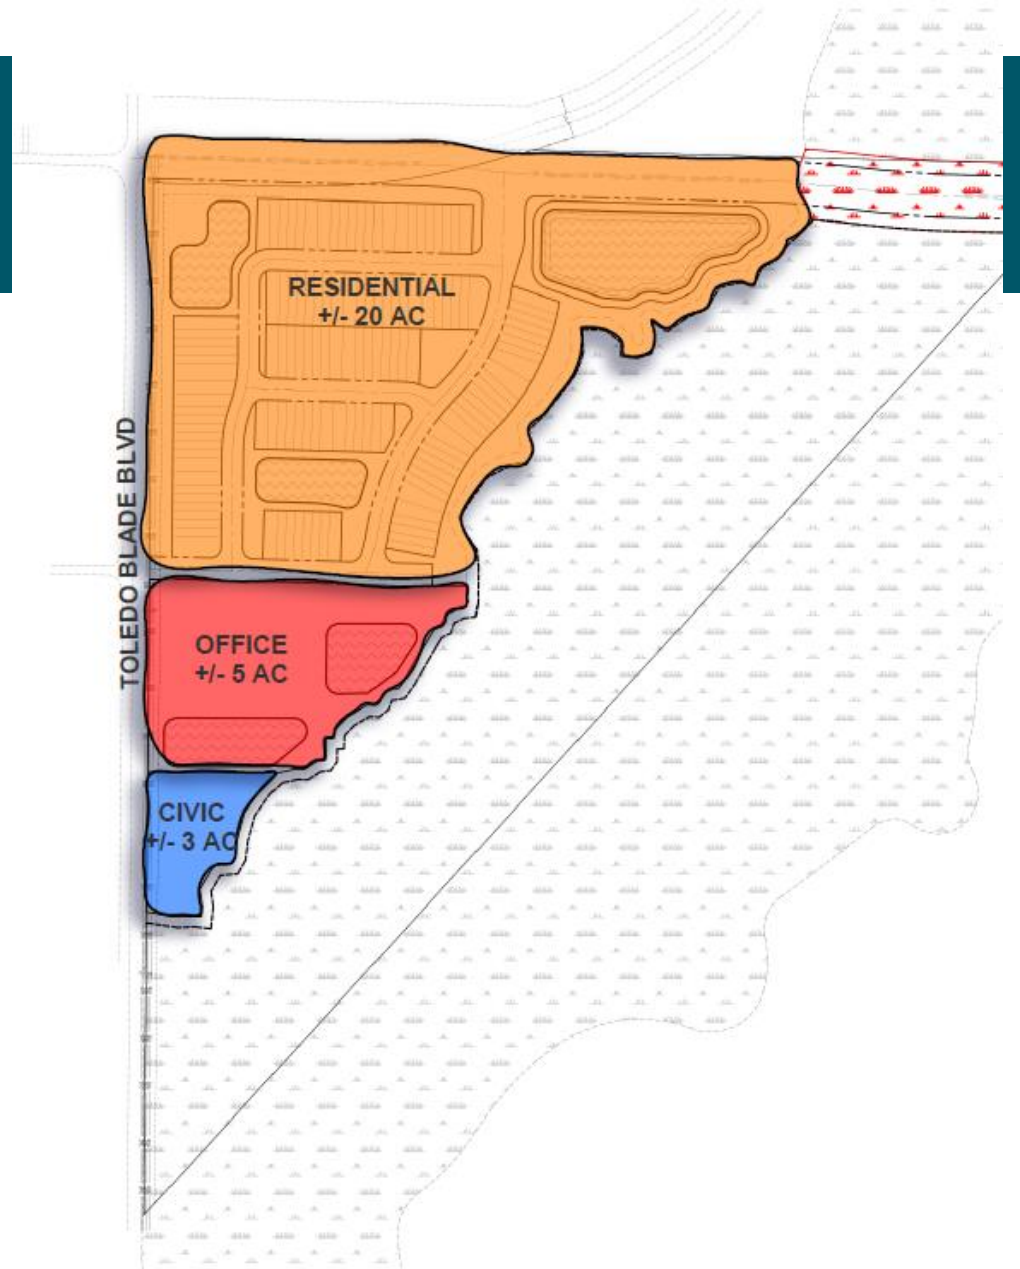 RESIDENTIAL
+/- 20 AC
TOLEDO BLADE BLVD
OFFICE
+/- 5 AC
CIVIC
+/- 3 AC